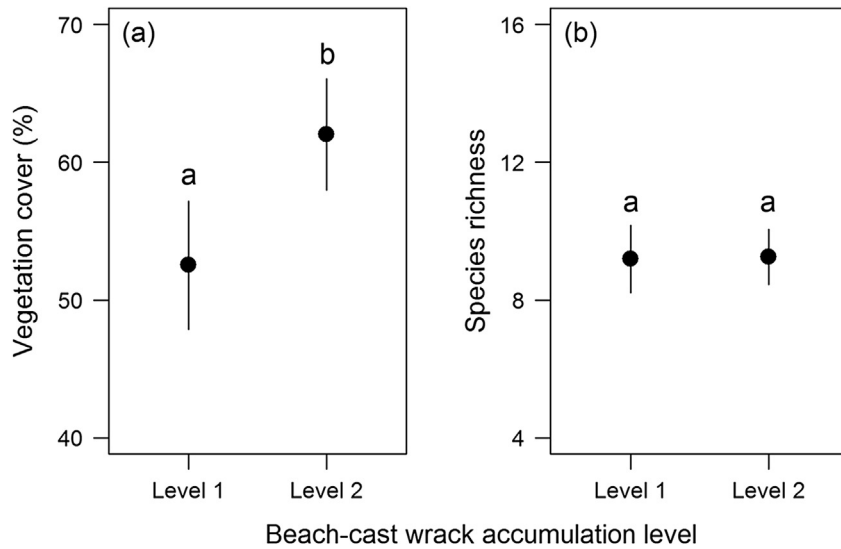 (a)
Vegetation cover (%)
70
60
50
40
a
b
Level 1
Level 2
(b)
Species richness
16
12
8
4
a
a
Level 1
Level 2
Beach-cast wrack accumulation level